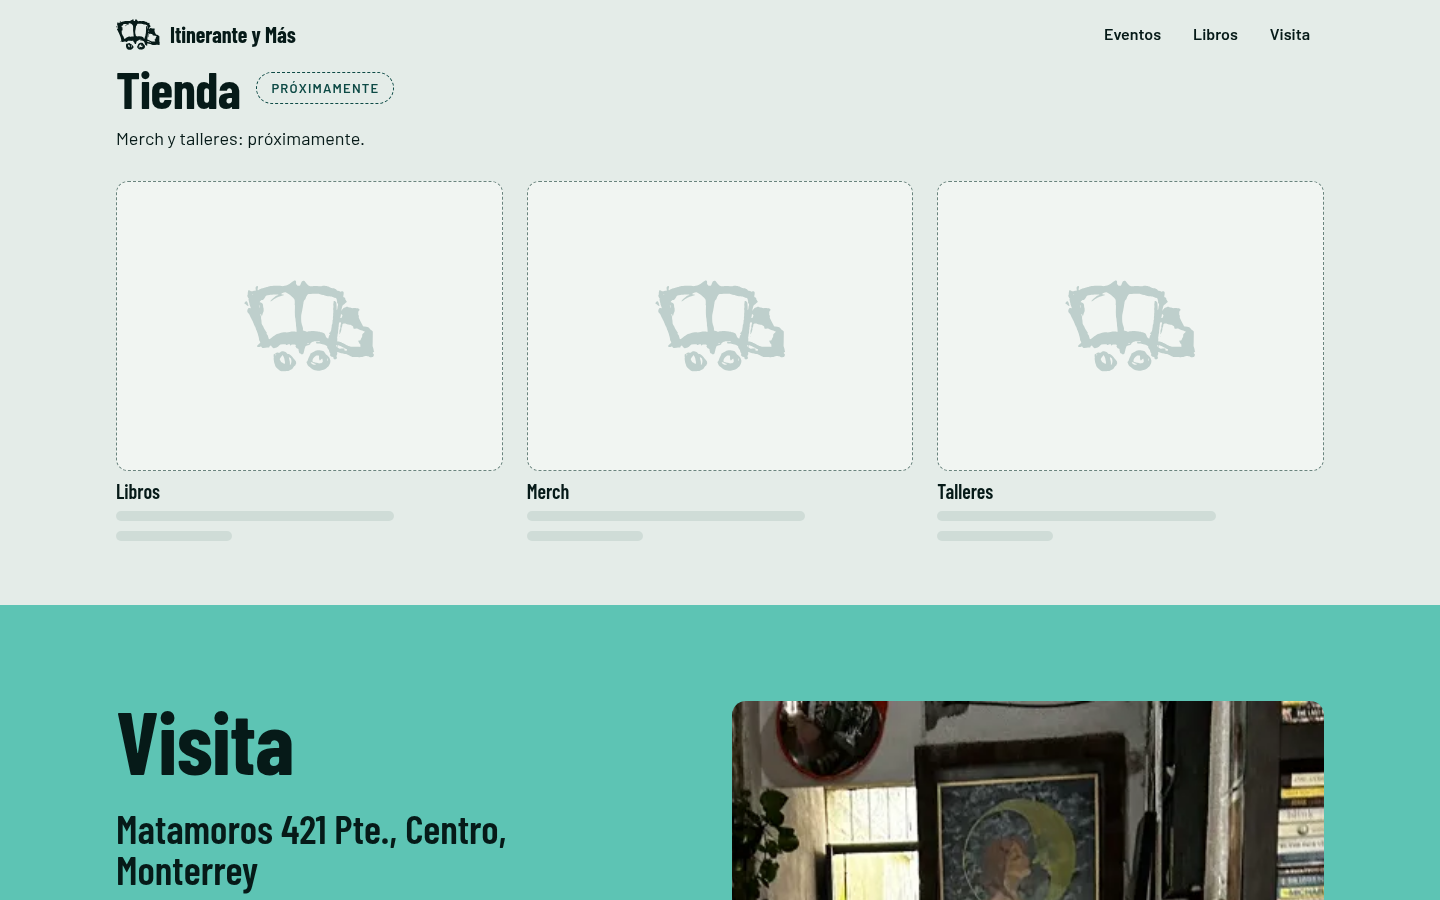 Itinerante y Más
Eventos
Libros
Visita
Tienda
PRÓXIMAMENTE
Merch y talleres: próximamente.
Libros
Merch
Talleres
Visita
Matamoros 421 Pte., Centro,
Monterrey